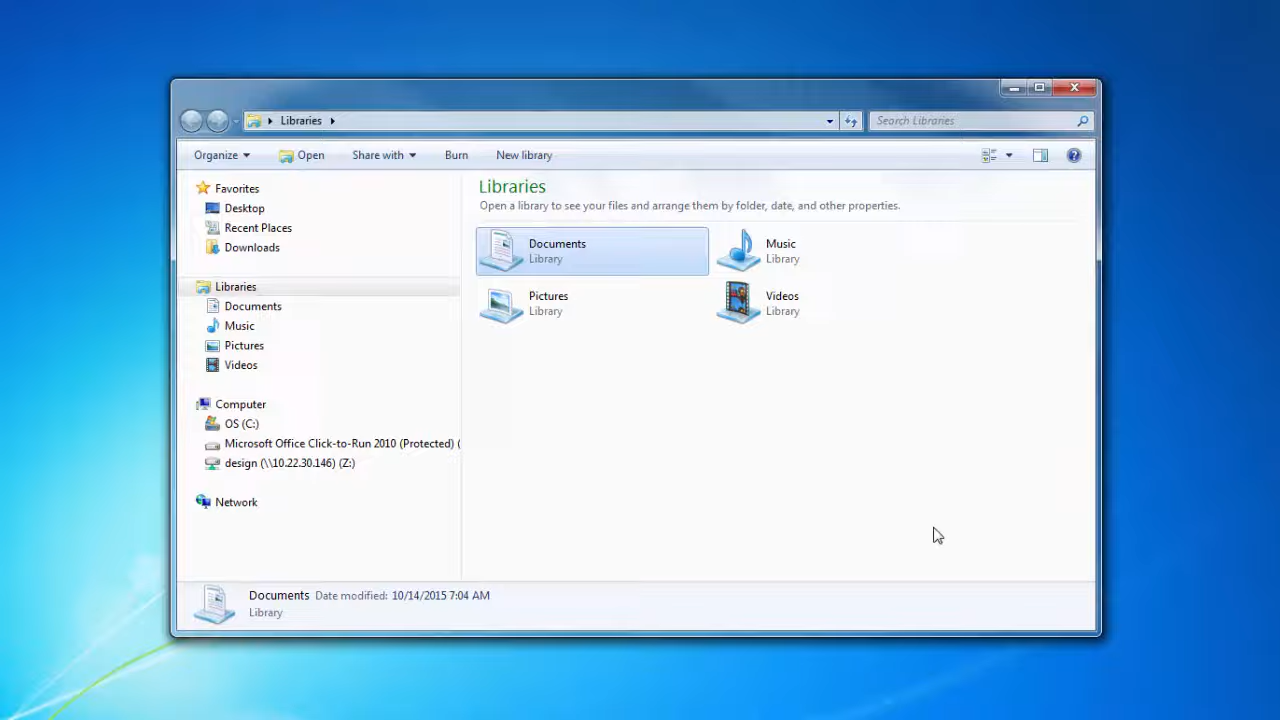 Libraries
Search Libraries
Organize
Open
Share with
Burn
New library
Favorites
Desktop
Recent Places
Downloads
Libraries
Documents
Music
Pictures
Videos
Computer
OS (C:)
Microsoft Office Click-to-Run 2010 (Protected) (
design (\\10.22.30.146) (Z:)
Network
Libraries
Open a library to see your files and arrange them by folder, date, and other properties.
Documents
Library
Music
Library
Pictures
Library
Videos
Library
Documents Date modified: 10/14/2015 7:04 AM
Library